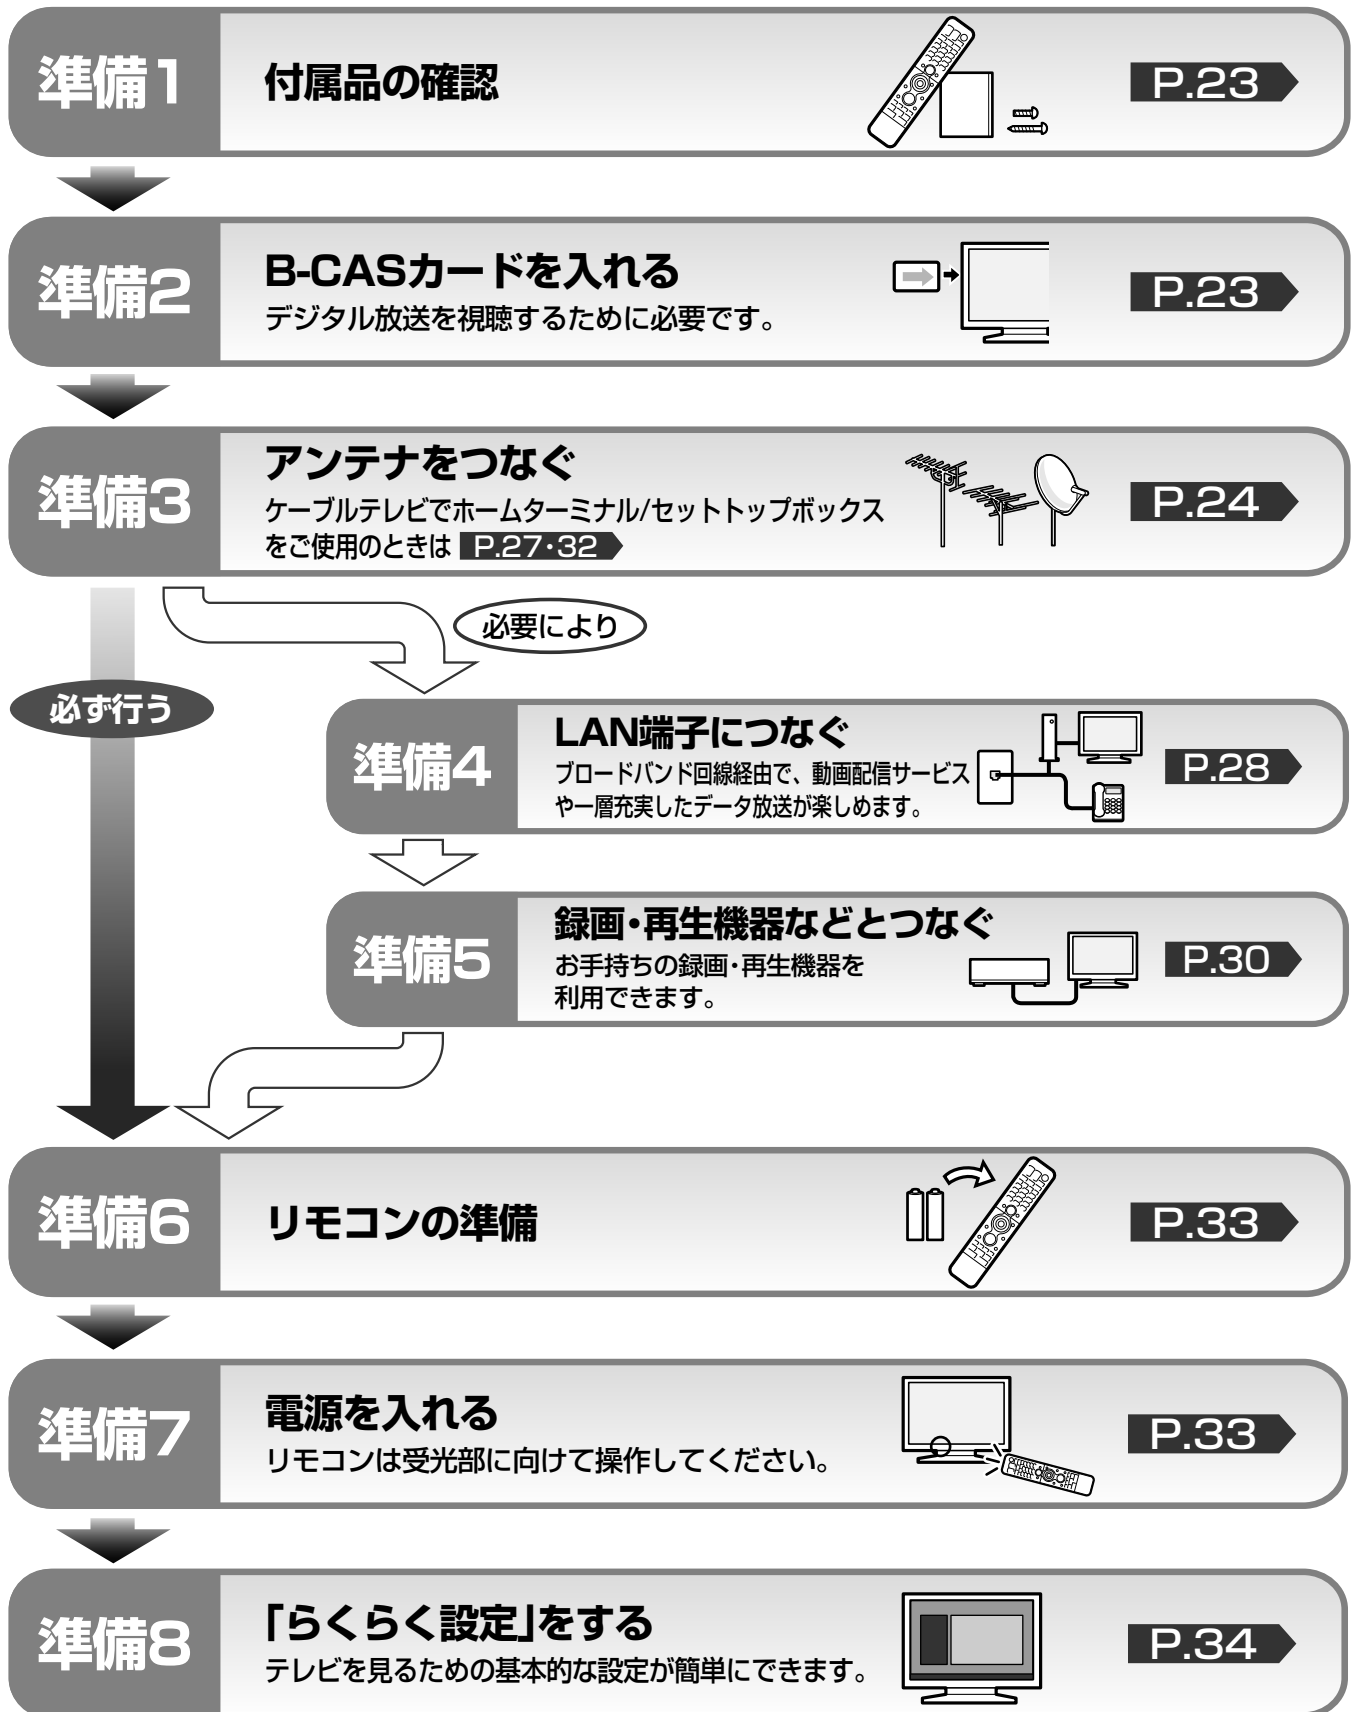 準備1
付属品の確認
P.23
準備2
B-CASカードを入れる
デジタル放送を視聴するために必要です。
P.23
準備3
アンテナをつなぐ
ケーブルテレビでホームターミナル/セットトップボックス
をご使用のときは P.27・32
P.24
必要により
必ず行う
準備4
LAN端子につなぐ
ブロードバンド回線経由で、動画配信サービス
や一層充実したデータ放送が楽しめます。
P.28
準備5
録画・再生機器などとつなぐ
お手持ちの録画・再生機器を
利用できます。
P.30
準備6
リモコンの準備
P.33
準備7
電源を入れる
リモコンは受光部に向けて操作してください。
P.33
準備8
「らくらく設定」をする
テレビを見るための基本的な設定が簡単にできます。
P.34